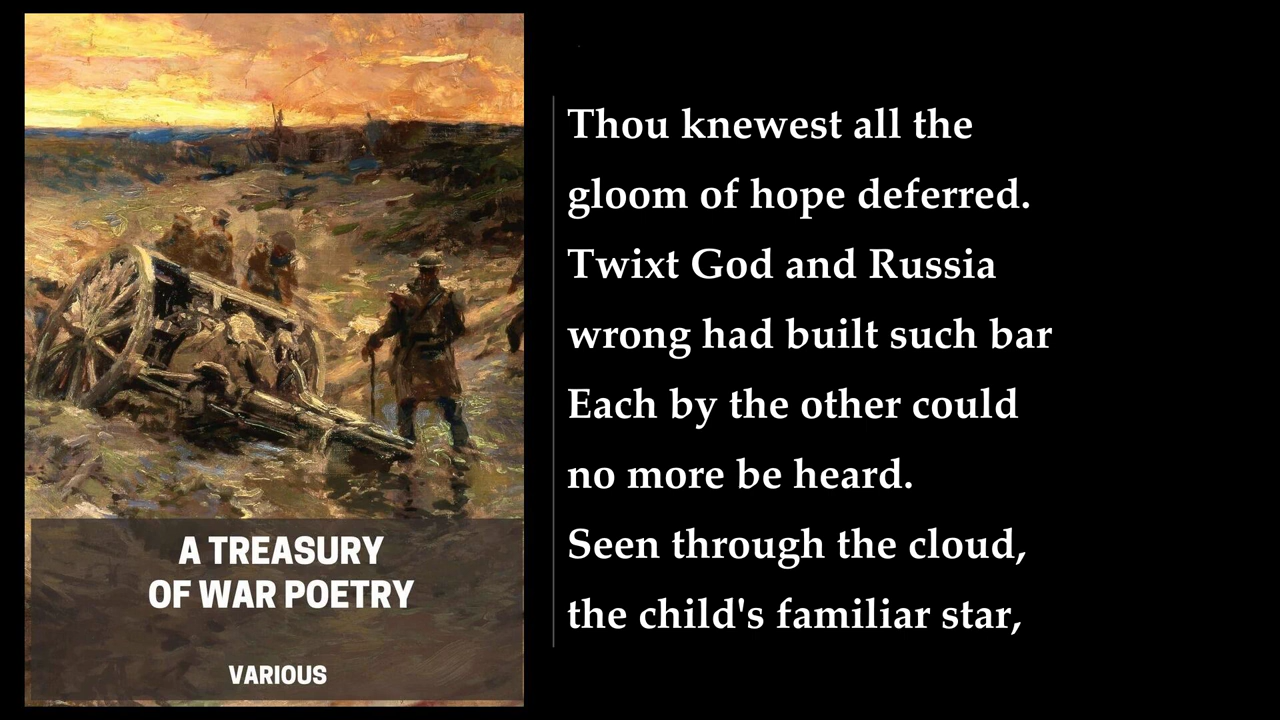 A TREASURY
OF WAR POETRY
VARIOUS
Thou knewest all the
gloom of hope deferred.
Twixt God and Russia
wrong had built such bar
Each by the other could
no more be heard.
Seen through the cloud,
the child's familiar star,